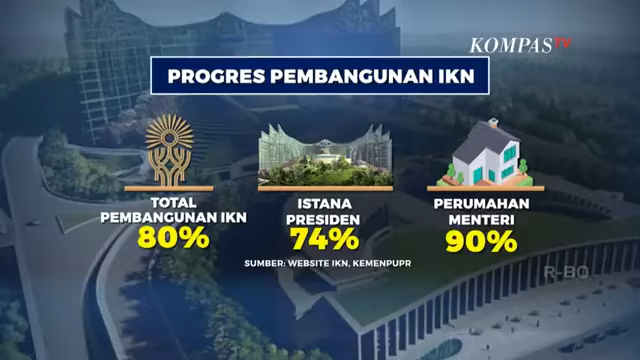 KOMPAS TV
PROGRES PEMBANGUNAN IKN
TOTAL
PEMBANGUNAN IKN
80%
ISTANA
PRESIDEN
74%
PERUMAHAN
MENTERI
90%
SUMBER: WEBSITE IKN, KEMENPUPR
R-BO